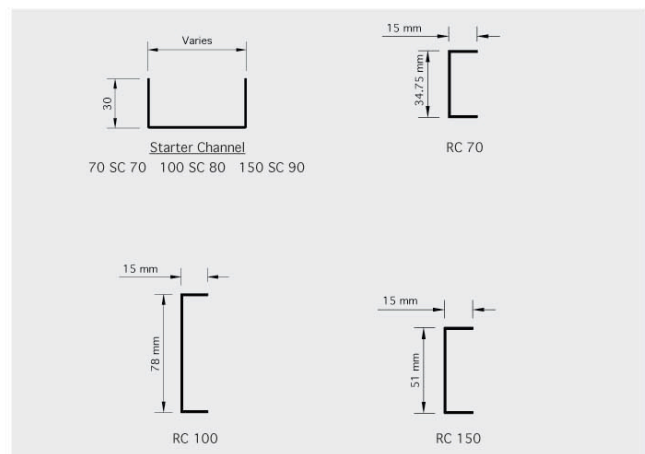 Varies
30
Starter Channel
70 SC 70 100 SC 80 150 SC 90
15 mm
34.75 mm
RC 70
15 mm
78 mm
RC 100
15 mm
51 mm
RC 150